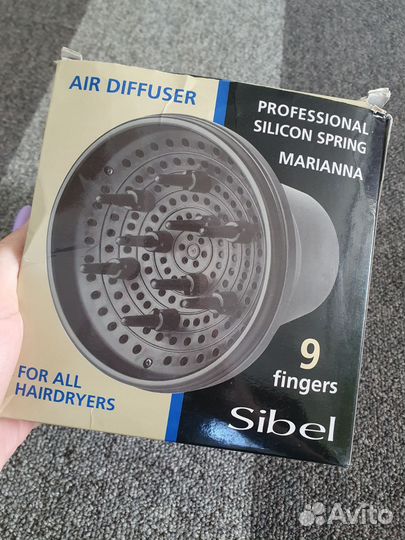 AIR DIFFUSER
PROFESSIONAL
SILICON SPRING
MARIANNA
9
fingers
FOR ALL
HAIRDRYERS
Sibel
Avito